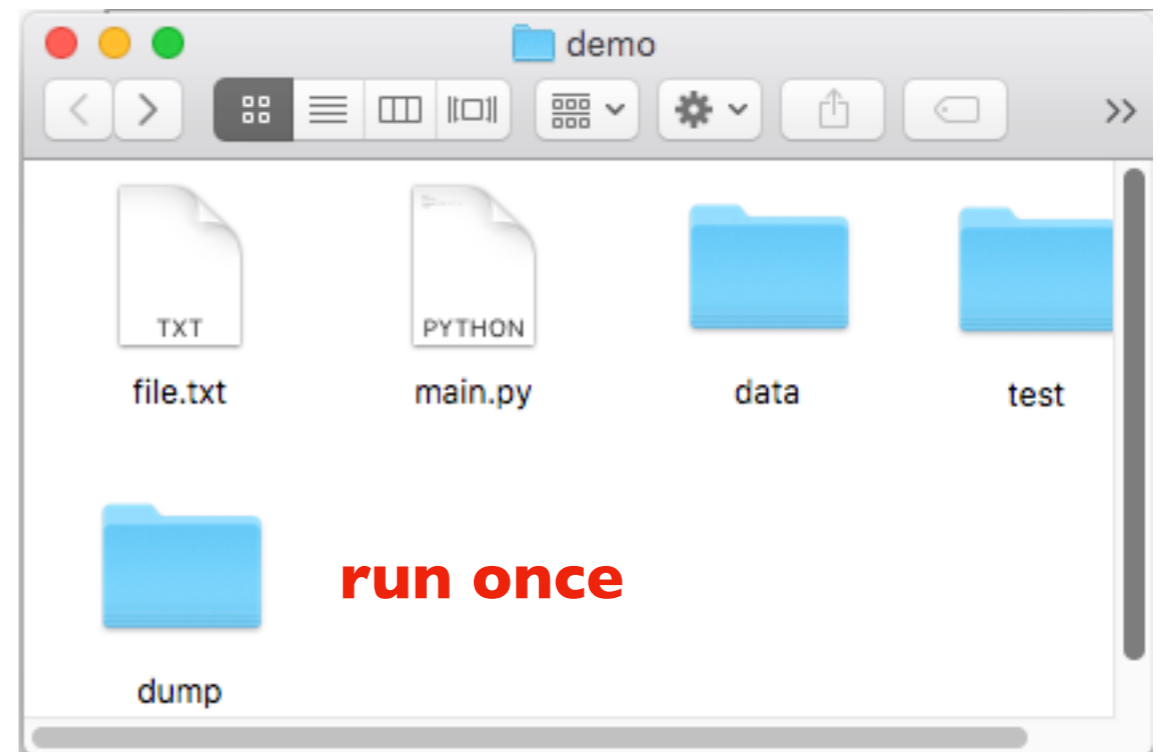 demo
TXT
PYTHON
file.txt
main.py
data
test
run once
dump